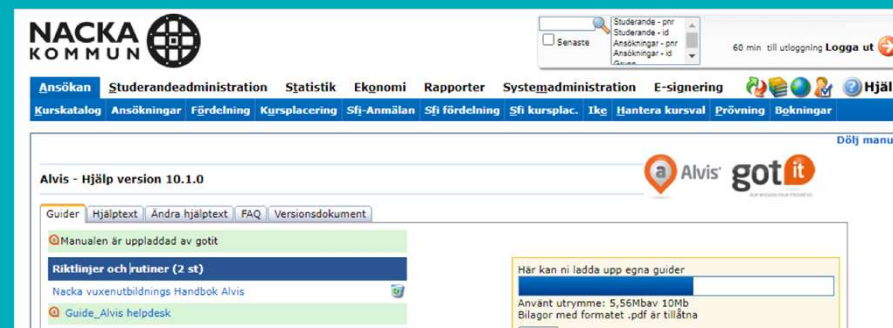 NACKA
KOMMUN
Senaste
Studerande - pnr
Studerande - id
Ansökningar - pnr
Ansökningar - id
60 min till utloggning Logga ut
Ansökan Studerandeadministration Statistik Ekonomi Rapporter Systemadministration E-signering Hjäl
Kurskatalog Ansökningar Fördelning Kursplacering Sfi-Anmälan Sfi fördelning Sfi kursplac. Ike Hantera kursval Prövning Bokningar
Dölj manu
Alvis - Hjälp version 10.1.0
a Alvis got it
Guider Hjälptext Ändra hjälptext FAQ Versionsdokument
Manualen är uppladdad av gotit
Riktlinjer och rutiner (2 st)
Nacka vuxenutbildnings Handbok Alvis
Guide_Alvis helpdesk
Här kan ni ladda upp egna guider
Använt utrymme: 5,56Mbav 10Mb
Bilagor med formatet .pdf är tillåtna